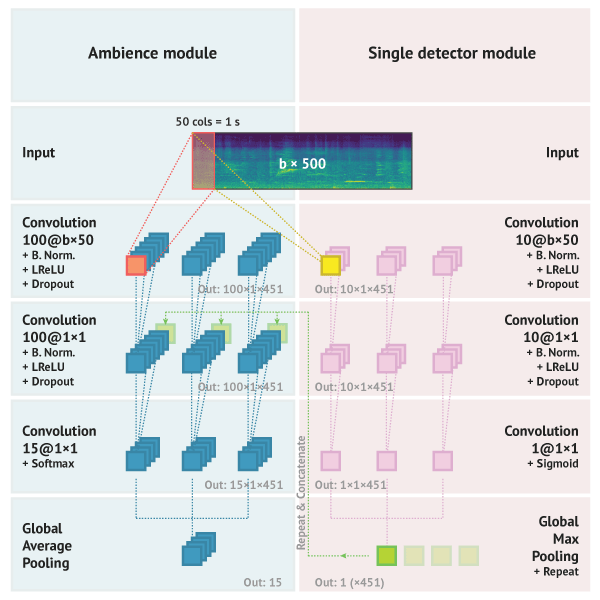 Ambience module
Single detector module
50 cols = 1 s
Input
b × 500
Input
Convolution
100@b×50
+ B. Norm.
+ LReLU
+ Dropout
Out: 100×1×451
Convolution
10@b×50
+ B. Norm.
+ LReLU
+ Dropout
Out: 10×1×451
Convolution
100@1×1
+ B. Norm.
+ LReLU
+ Dropout
Out: 100×1×451
Convolution
10@1×1
+ B. Norm.
+ LReLU
+ Dropout
Out: 10×1×451
Convolution
15@1×1
+ Softmax
Out: 15×1×451
Convolution
1@1×1
+ Sigmoid
Out: 1×1×451
Repeat & Concatenate
Global
Average
Pooling
Out: 15
Global
Max
Pooling
+ Repeat
Out: 1 (×451)